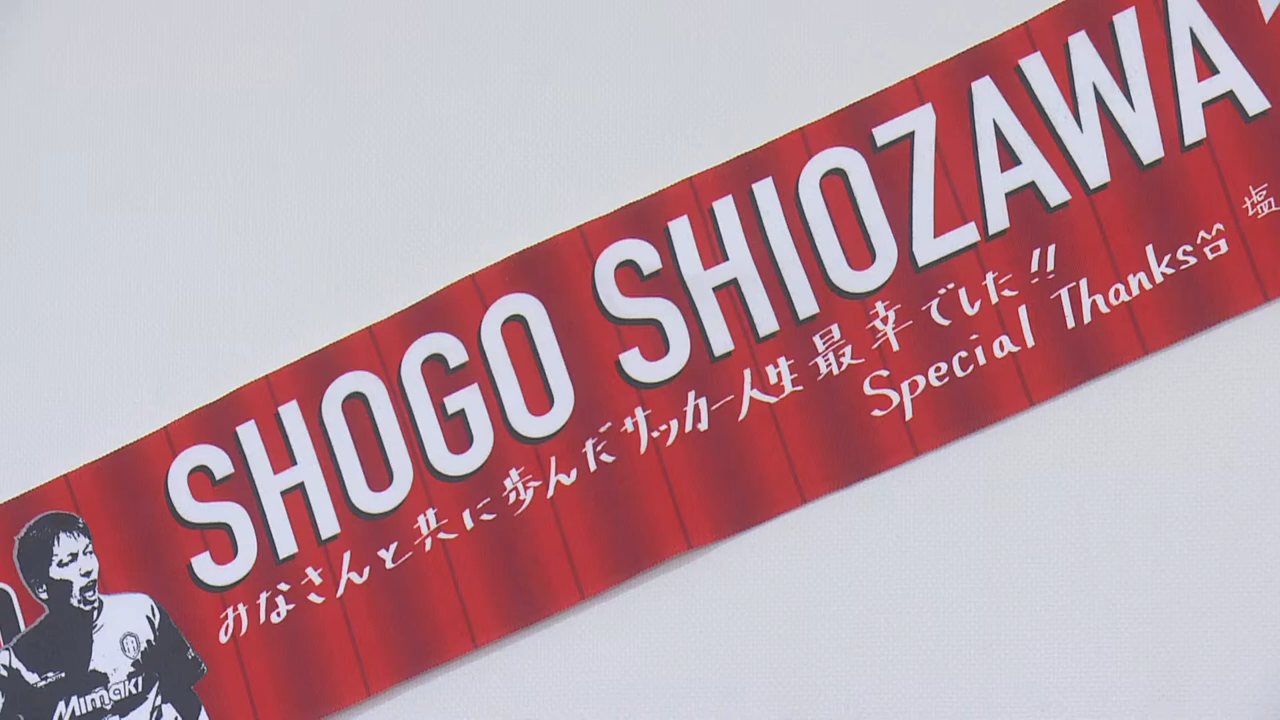 SHOGO SHIOZAWA
みなさんと共に歩んだサッカー人生最幸でした!!
Special Thanks
塩
Mimaki